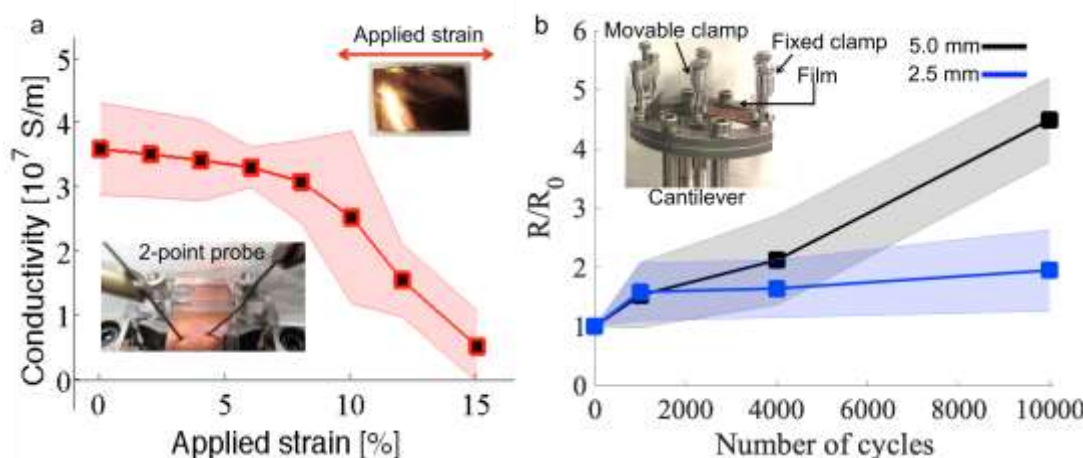 a
Applied strain
2-point probe
Conductivity [10⁷ S/m]
5
4
3
2
1
0
0
5
10
15
Applied strain [%]
b
Movable clamp
Fixed clamp
Film
Cantilever
5.0 mm
2.5 mm
R/R₀
6
5
4
3
2
1
0
0
2000
4000
6000
8000
10000
Number of cycles